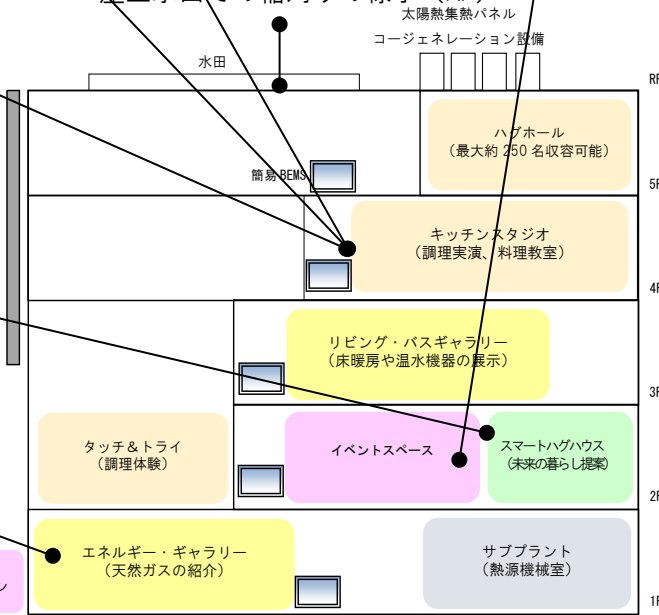 太陽熱集熱パネル
コージェネレーション設備
水田
RF
ハグホール
(最大約 250 名収容可能)
簡易 BEMS
5F
キッチンスタジオ
(調理実演、料理教室)
4F
リビング・バスギャラリー
(床暖房や温水機器の展示)
3F
タッチ&トライ
(調理体験)
イベントスペース
スマートハグハウス
(未来の暮らし提案)
2F
エネルギー・ギャラリー
(天然ガスの紹介)
サブプラント
(熱源機械室)
ン
1F